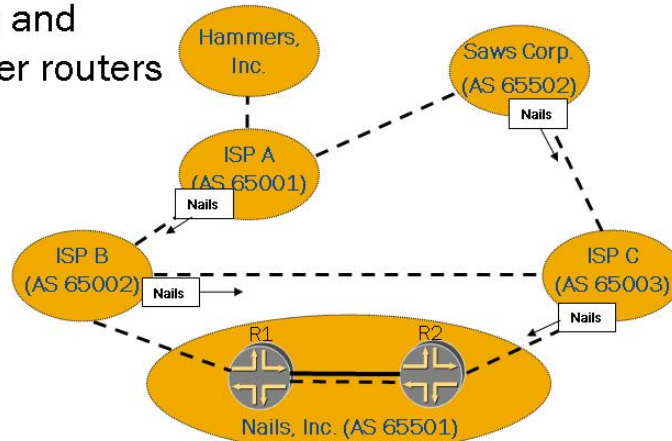 and
er routers
Hammers,
Inc.
Saws Corp.
(AS 65502)
Nails
ISP A
(AS 65001)
Nails
ISP B
(AS 65002)
Nails
ISP C
(AS 65003)
Nails
R1
R2
Nails, Inc. (AS 65501)